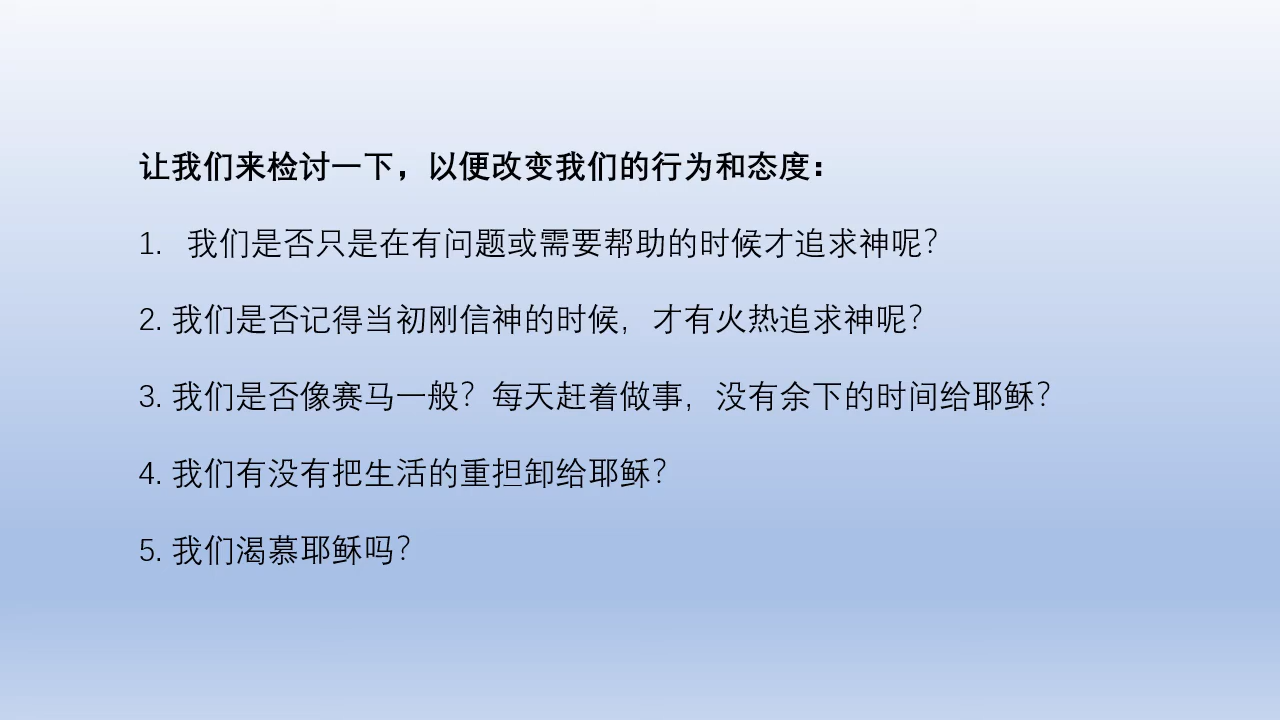 让我们来检讨一下，以便改变我们的行为和态度：
1. 我们是否只是在有问题或需要帮助的时候才追求神呢？
2. 我们是否记得当初刚信神的时候，才有火热追求神呢？
3. 我们是否像赛马一般？每天赶着做事，没有余下的时间给耶稣？
4. 我们有没有把生活的重担卸给耶稣？
5. 我们渴慕耶稣吗？